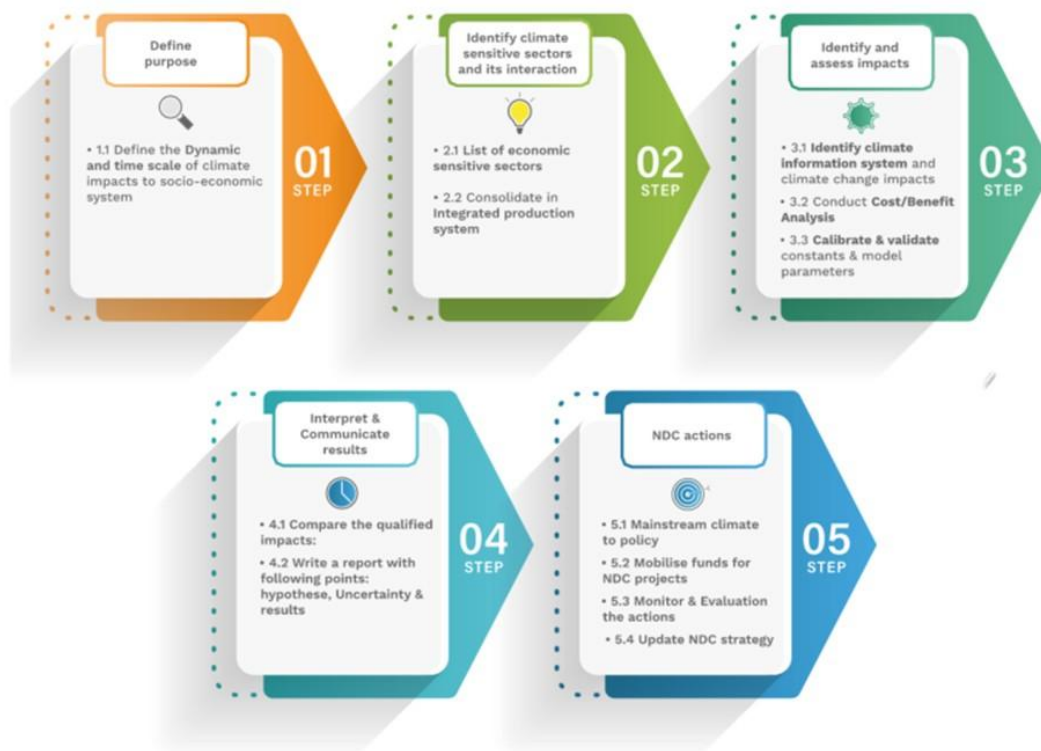 Define
purpose
• 1.1 Define the Dynamic
and time scale of climate
impacts to socio-economic
system
01
STEP
Identify climate
sensitive sectors
and its interaction
• 2.1 List of economic
sensitive sectors
• 2.2 Consolidate in
Integrated production
system
02
STEP
Identify and
assess impacts
• 3.1 Identify climate
information system and
climate change impacts
• 3.2 Conduct Cost/Benefit
Analysis
• 3.3 Calibrate & validate
constants & model
parameters
03
STEP
Interpret &
Communicate
results
• 4.1 Compare the qualified
impacts:
• 4.2 Write a report with
following points:
hypothese, Uncertainty &
results
04
STEP
NDC actions
• 5.1 Mainstream climate
to policy
• 5.2 Mobilise funds for
NDC projects
• 5.3 Monitor & Evaluation
the actions
• 5.4 Update NDC strategy
05
STEP